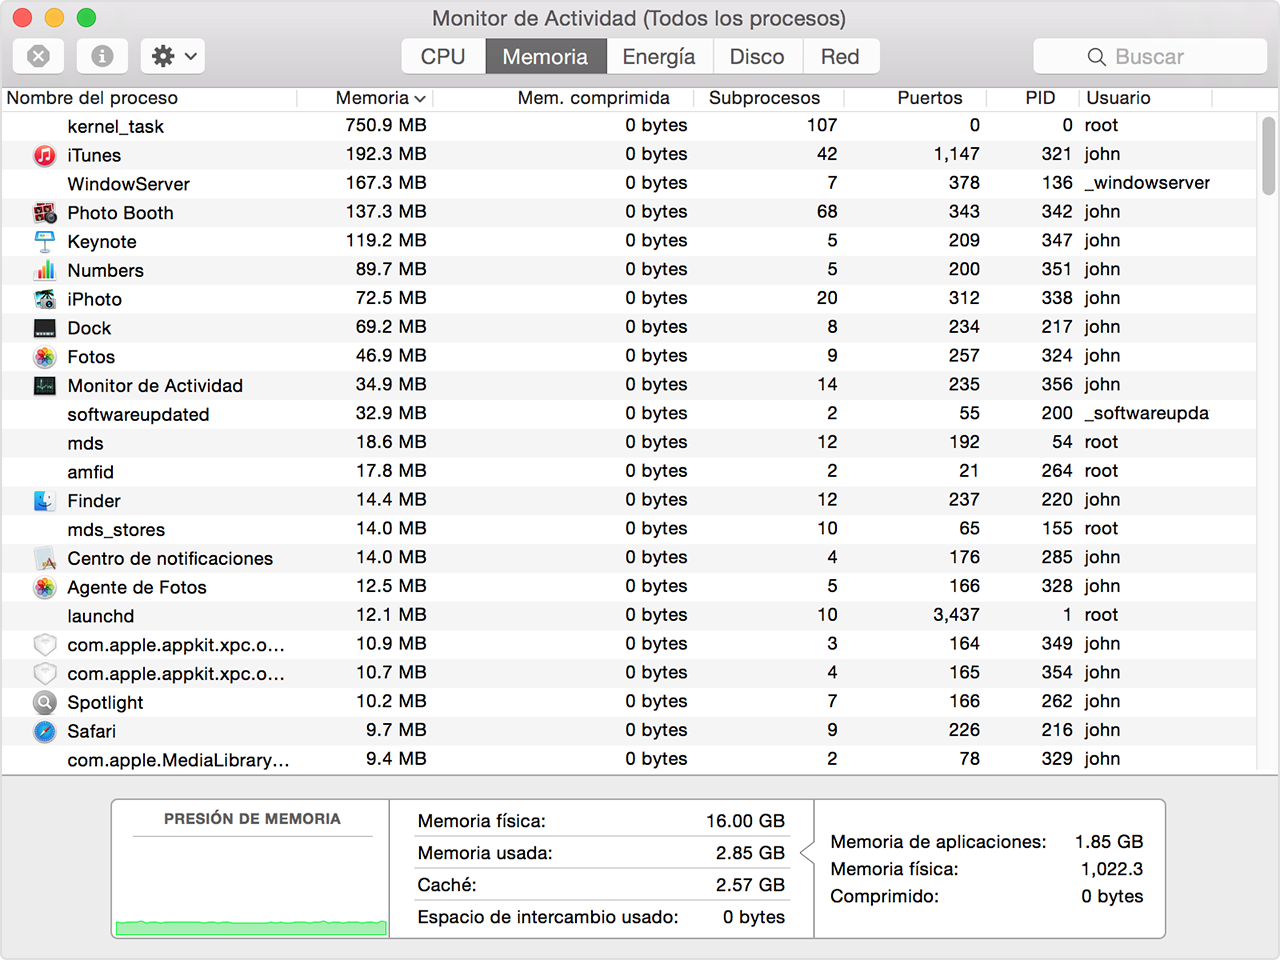 Monitor de Actividad (Todos los procesos)
CPU Memoria Energía Disco Red Buscar
Nombre del proceso Memoria Mem. comprimida Subprocesos Puertos PID Usuario
kernel_task 750.9 MB 0 bytes 107 0 0 root
iTunes 192.3 MB 0 bytes 42 1,147 321 john
WindowServer 167.3 MB 0 bytes 7 378 136 _windowserver
Photo Booth 137.3 MB 0 bytes 68 343 342 john
Keynote 119.2 MB 0 bytes 5 209 347 john
Numbers 89.7 MB 0 bytes 5 200 351 john
iPhoto 72.5 MB 0 bytes 20 312 338 john
Dock 69.2 MB 0 bytes 8 234 217 john
Fotos 46.9 MB 0 bytes 9 257 324 john
Monitor de Actividad 34.9 MB 0 bytes 14 235 356 john
softwareupdated 32.9 MB 0 bytes 2 55 200 _softwareupda
mds 18.6 MB 0 bytes 12 192 54 root
amfid 17.8 MB 0 bytes 2 21 264 root
Finder 14.4 MB 0 bytes 12 237 220 john
mds_stores 14.0 MB 0 bytes 10 65 155 root
Centro de notificaciones 14.0 MB 0 bytes 4 176 285 john
Agente de Fotos 12.5 MB 0 bytes 5 166 328 john
launchd 12.1 MB 0 bytes 10 3,437 1 root
com.apple.appkit.xpc.o... 10.9 MB 0 bytes 3 164 349 john
com.apple.appkit.xpc.o... 10.7 MB 0 bytes 4 165 354 john
Spotlight 10.2 MB 0 bytes 7 166 262 john
Safari 9.7 MB 0 bytes 9 226 216 john
com.apple.MediaLibrary... 9.4 MB 0 bytes 2 78 329 john
PRESIÓN DE MEMORIA
Memoria física: 16.00 GB
Memoria usada: 2.85 GB
Caché: 2.57 GB
Espacio de intercambio usado: 0 bytes
Memoria de aplicaciones: 1.85 GB
Memoria física: 1,022.3
Comprimido: 0 bytes